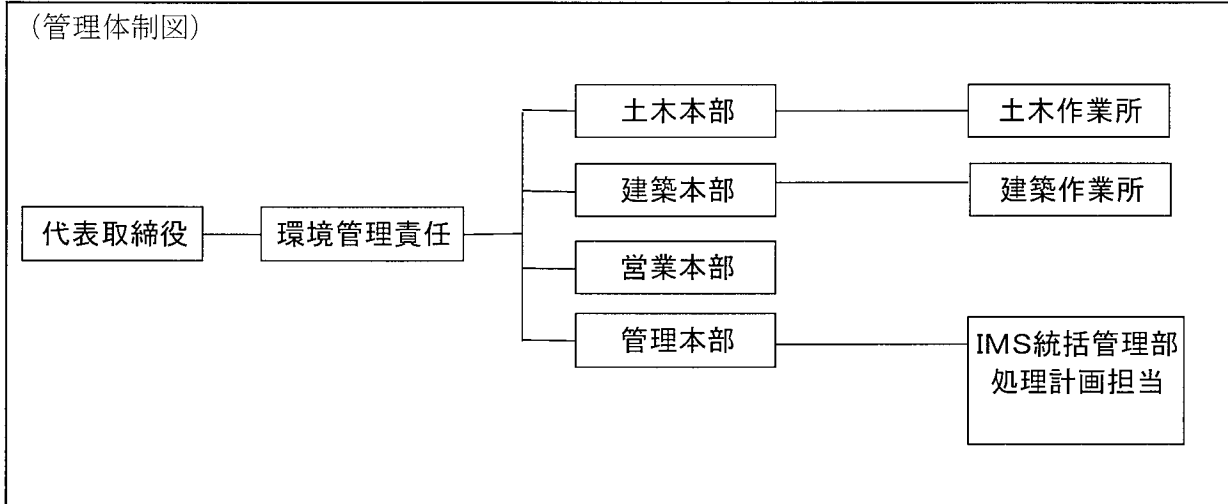 （管理体制図）
土木本部
土木作業所
建築本部
建築作業所
代表取締役
環境管理責任
営業本部
管理本部
IMS統括管理部
処理計画担当